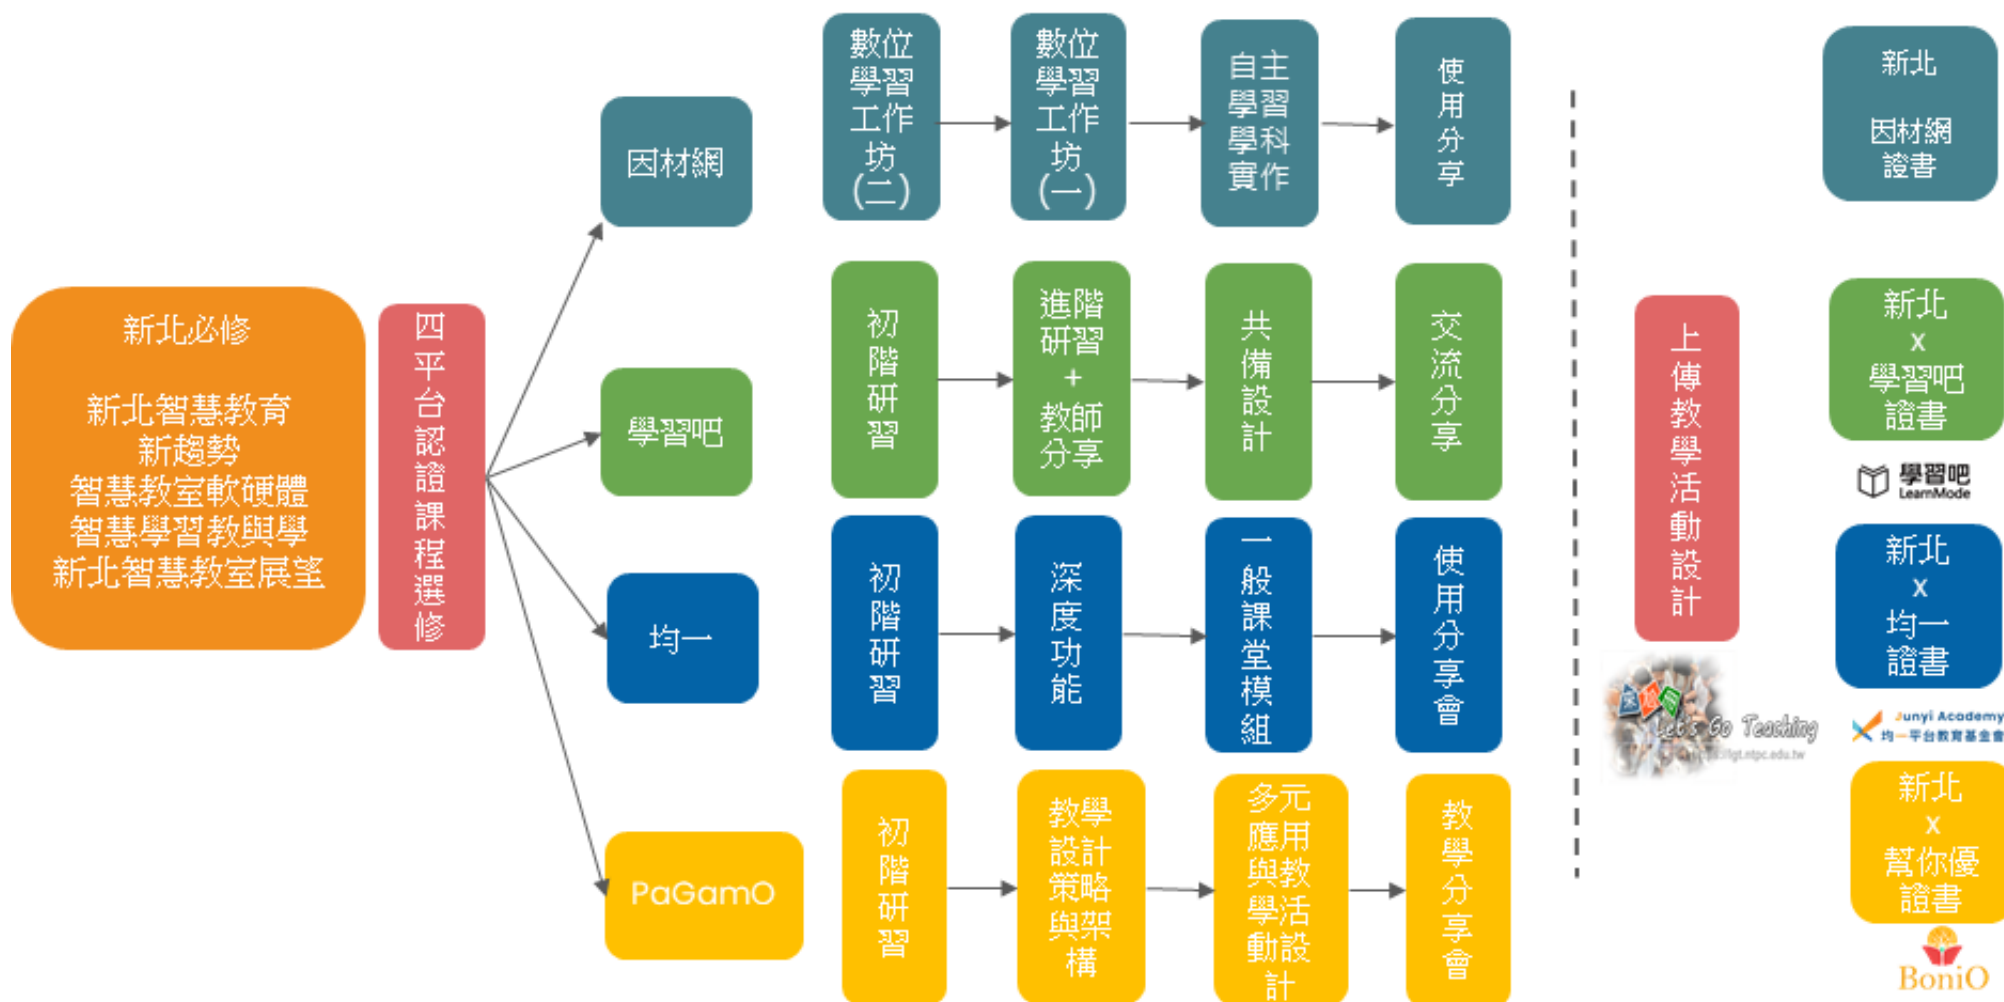 新北必修
新北智慧教育
新趨勢
智慧教室軟硬體
智慧學習教與學
新北智慧教室展望
四平台認證課程選修
因材網
數位
學習
工作
坊
(二)
數位
學習
工作
坊
(一)
自主
學習
學科
實作
使用分享
學習吧
初階研習
進階
研習
+
教師
分享
共備設計
交流分享
均一
初階研習
深度功能
一般課堂模組
使用分享會
PaGamO
初階研習
教學
設計
策略
與架
構
多元
應用
與教
學活
動設
計
教學分享會
上傳教學活動設計
Let's Go Teaching
lgt.ntpc.edu.tw
新北
因材網
證書
新北
x
學習吧
證書
學習吧
LearnMode
新北
x
均一
證書
Junyi Academy
均一平台教育基金會
新北
x
幫你優
證書
BoniO